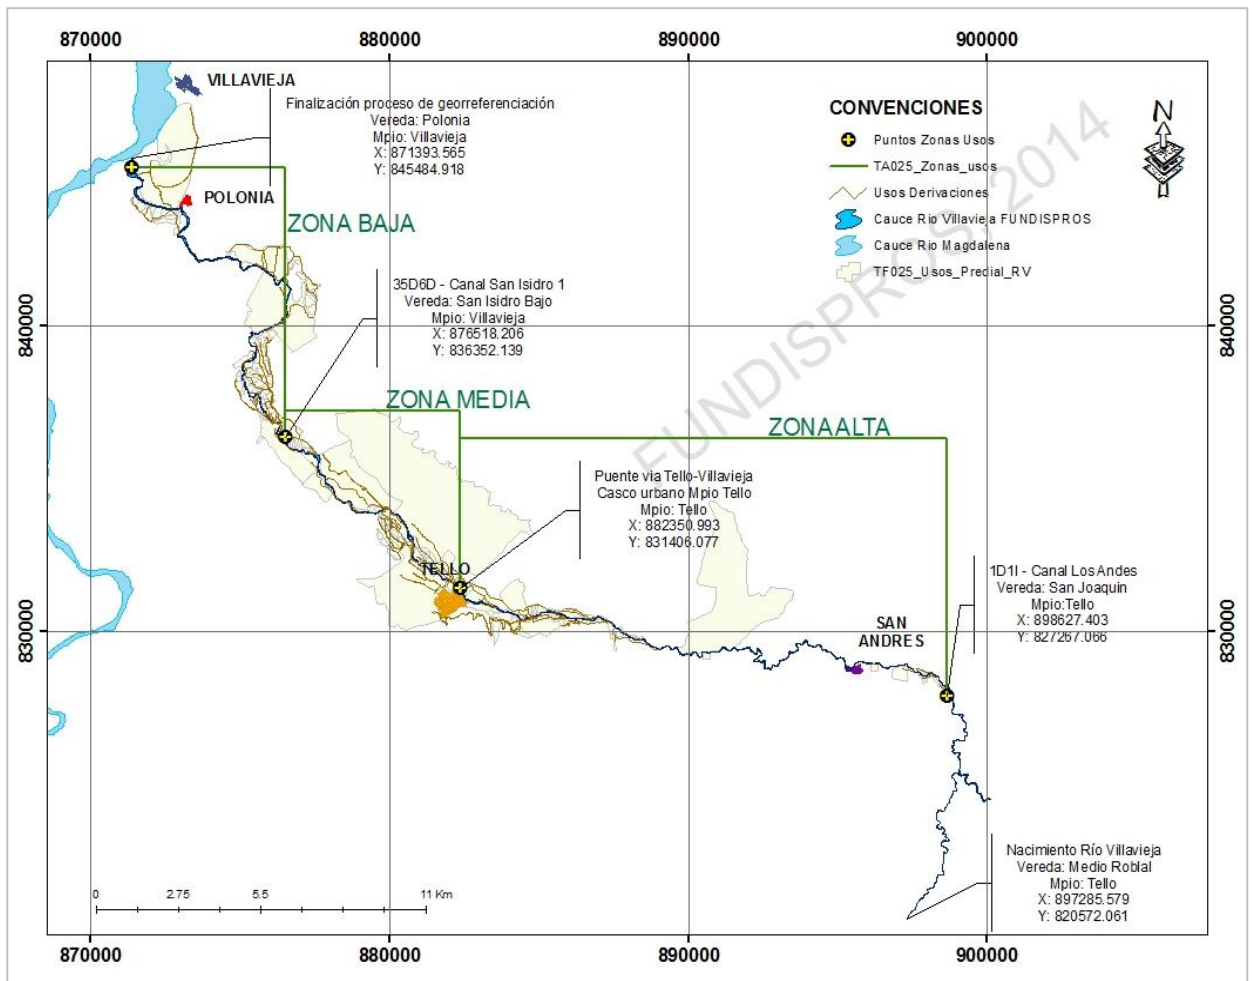 870000
880000
890000
900000
VILLAVIEJA
Finalización proceso de georreferenciación
Vereda: Polonia
Mpio: Villavieja
X: 871393.565
Y: 845484.918
POLONIA
ZONA BAJA
CONVENCIONES
Puntos Zonas Usos
TA025_Zonas_usos
Usos Derivaciones
Cauce Rio Villavieja FUNDISPROS
Cauce Rio Magdalena
TF025_Usos_Predial_RV
N
FUNDISPROS, 2014
35D6D - Canal San Isidro 1
Vereda: San Isidro Bajo
Mpio: Villavieja
X: 876518.206
Y: 836352.139
840000
840000
ZONA MEDIA
ZONA ALTA
Puente via Tello-Villavieja
Casco urbano Mpio Tello
Mpio: Tello
X: 882350.993
Y: 831406.077
TELLO
1D1I - Canal Los Andes
Vereda: San Joaquin
Mpio:Tello
X: 898627.403
Y: 827267.066
SAN
ANDRES
830000
830000
Nacimiento Río Villavieja
Vereda: Medio Roblal
Mpio: Tello
X: 897285.579
Y: 820572.061
0 2.75 5.5 11 Km
870000
880000
890000
900000